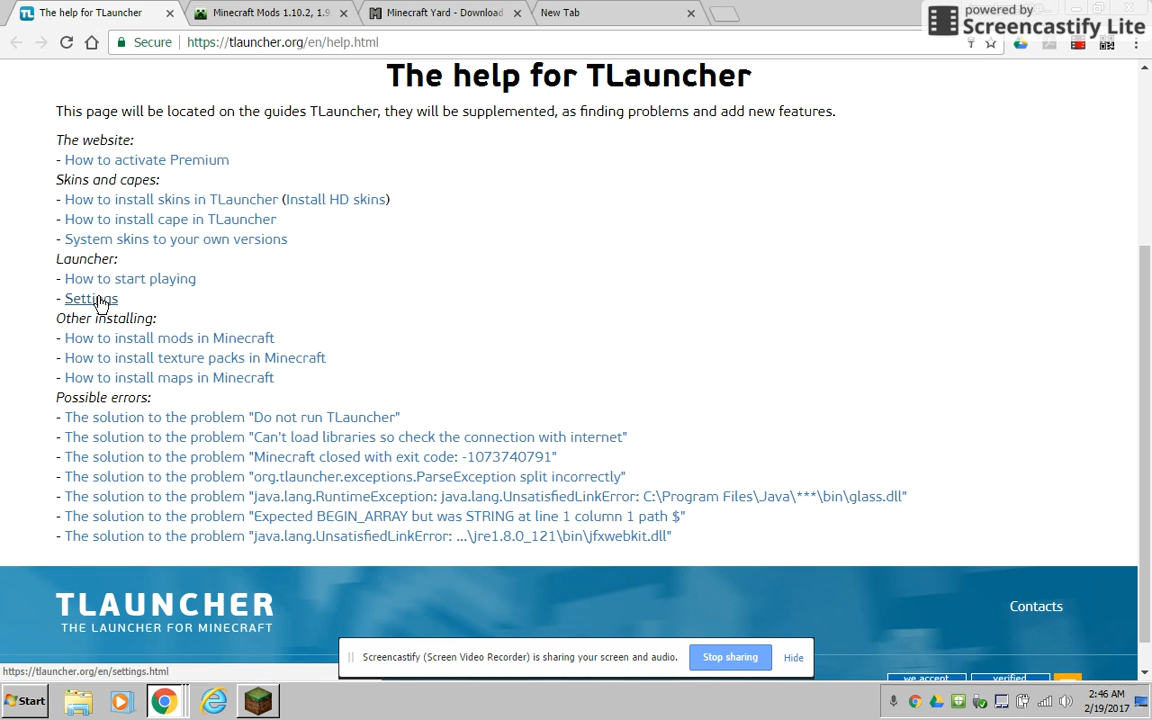 The help for TLauncher
Minecraft Mods 1.10.2, 1.9
Minecraft Yard - Download
New Tab
powered by
Screencastify Lite
Secure
https://tlauncher.org/en/help.html
The help for TLauncher
This page will be located on the guides TLauncher, they will be supplemented, as finding problems and add new features.
The website:
- How to activate Premium
Skins and capes:
- How to install skins in TLauncher (Install HD skins)
- How to install cape in TLauncher
- System skins to your own versions
Launcher:
- How to start playing
- Settings
Other installing:
- How to install mods in Minecraft
- How to install texture packs in Minecraft
- How to install maps in Minecraft
Possible errors:
- The solution to the problem "Do not run TLauncher"
- The solution to the problem "Can't load libraries so check the connection with internet"
- The solution to the problem "Minecraft closed with exit code: -1073740791"
- The solution to the problem "org.tlauncher.exceptions.ParseException split incorrectly"
- The solution to the problem "java.lang.RuntimeException: java.lang.UnsatisfiedLinkError: C:\Program Files\Java\***\bin\glass.dll"
- The solution to the problem "Expected BEGIN_ARRAY but was STRING at line 1 column 1 path $"
- The solution to the problem "java.lang.UnsatisfiedLinkError: ...\jre1.8.0_121\bin\jfxwebkit.dll"
TLAUNCHER
THE LAUNCHER FOR MINECRAFT
Contacts
Screencastify (Screen Video Recorder) is sharing your screen and audio.
Stop sharing
Hide
https://tlauncher.org/en/settings.html
we accept
verified
Start
2:46 AM
2/19/2017